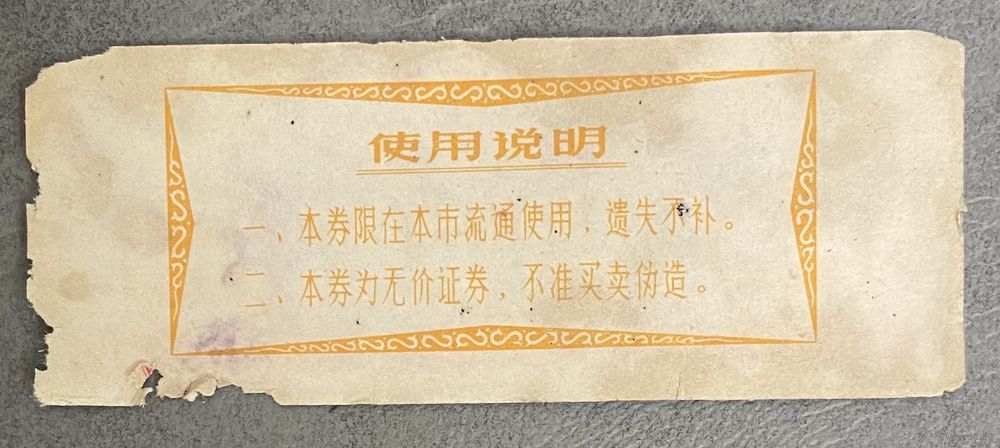 使用说明
一、本券限在本市流通使用，遗失不补。
二、本券为无价证券，不准买卖伪造。